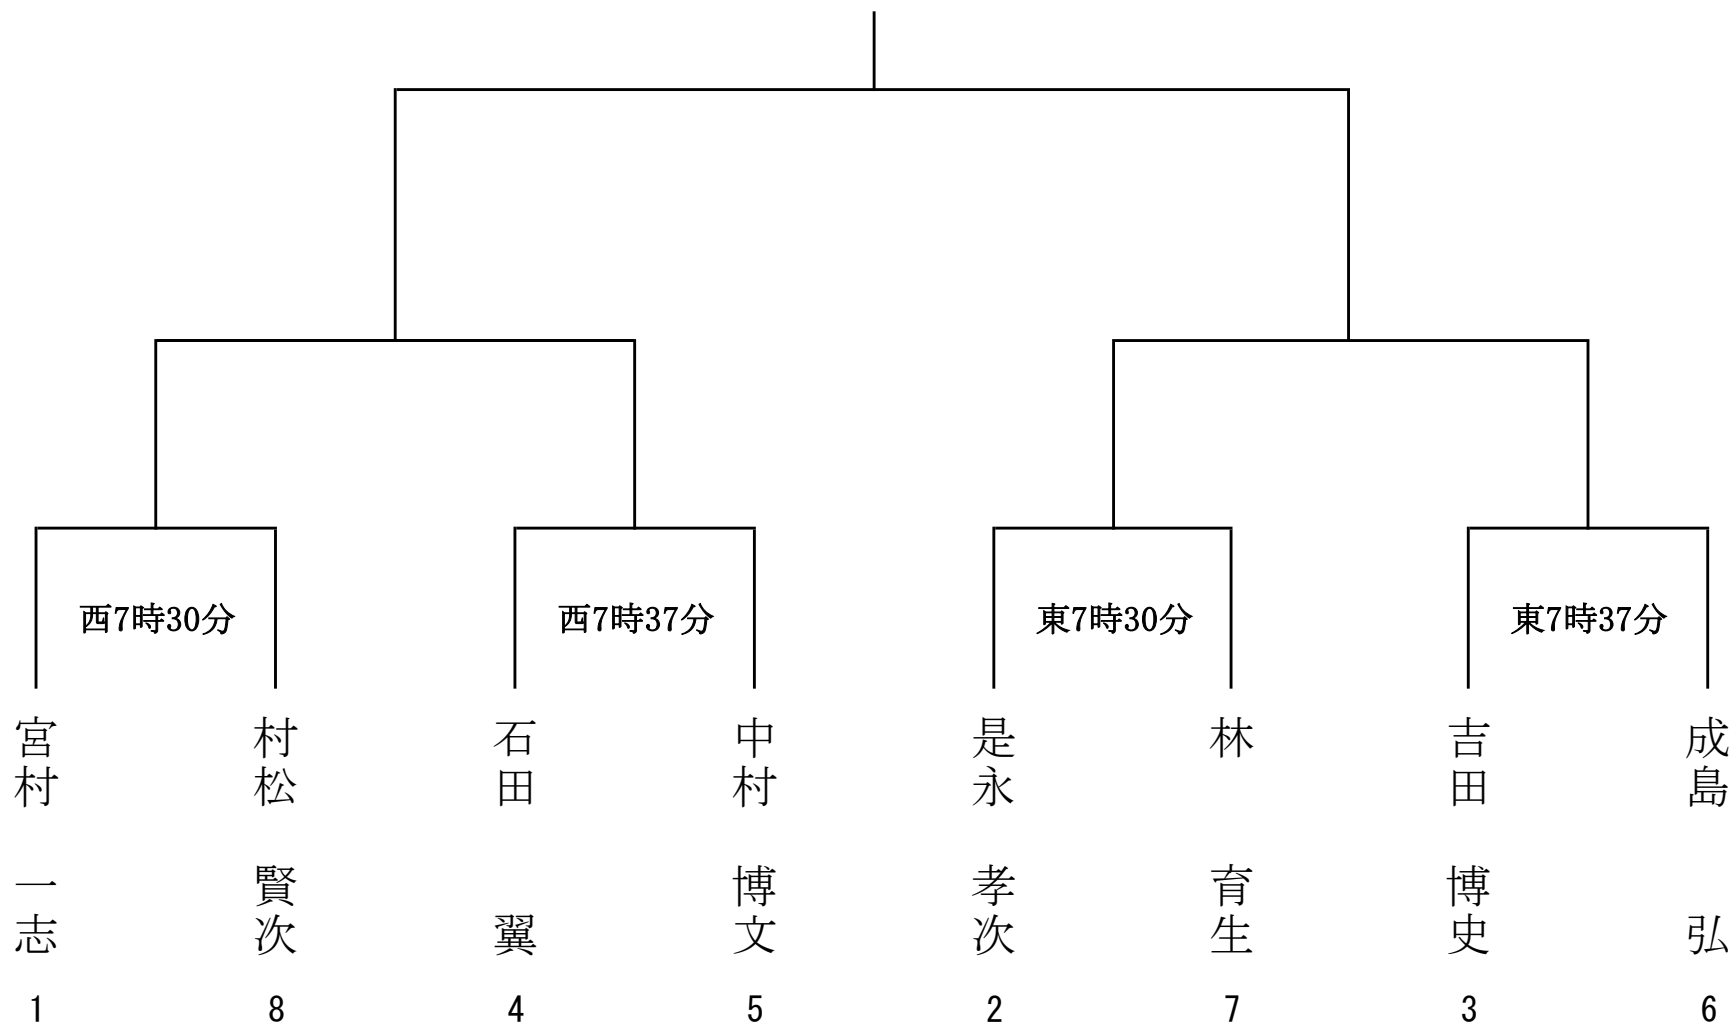 西7時30分
西7時37分
東7時30分
東7時37分
宮村 一志
村松 賢次
石田 翼
中村 博文
是永 孝次
林 育生
吉田 博史
成島 弘
1
8
4
5
2
7
3
6